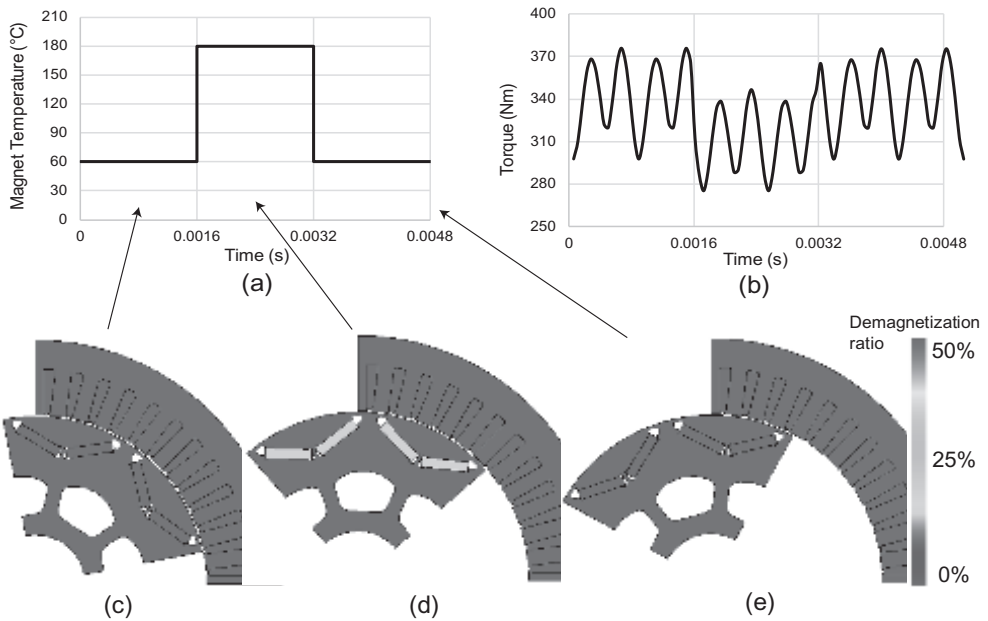 210
180
150
120
90
60
30
0
Magnet Temperature (°C)
0 0.0016 0.0032 0.0048
Time (s)
(a)
400
370
340
310
280
250
Torque (Nm)
0 0.0016 0.0032 0.0048
Time (s)
(b)
Demagnetization
ratio
50%
25%
0%
(c)
(d)
(e)